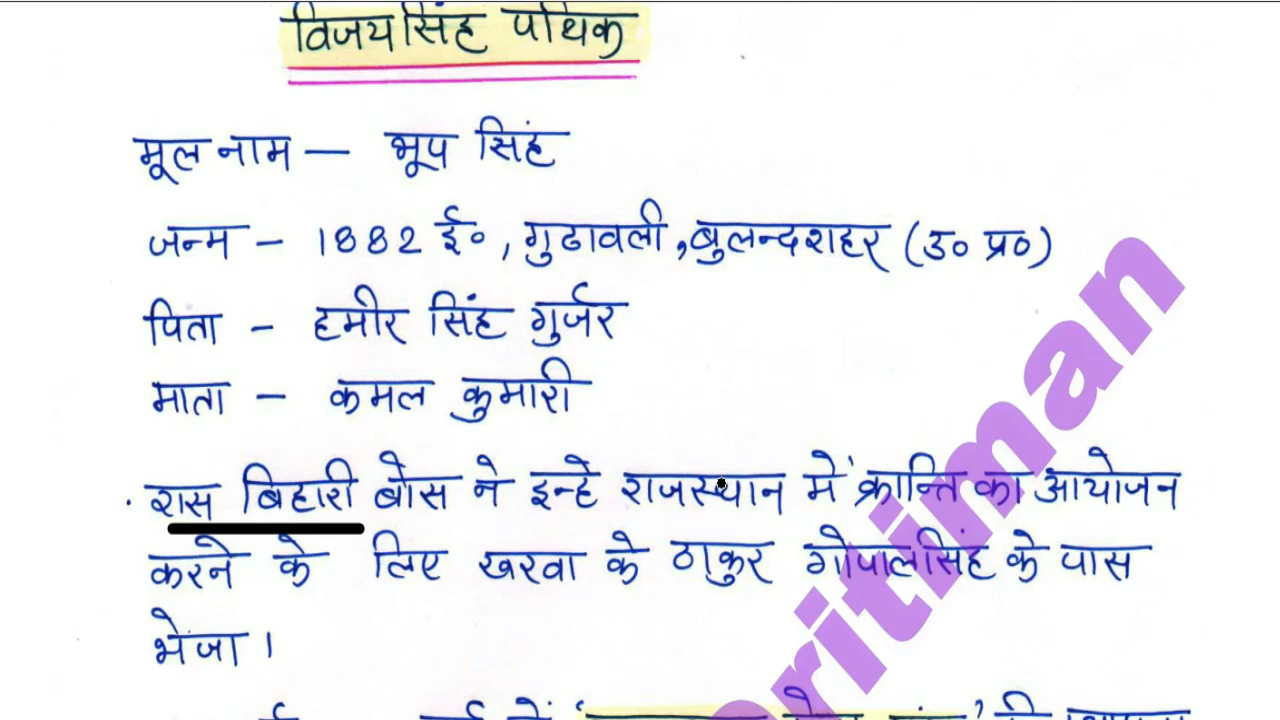 विजयसिंह पथिक
मूल नाम — भूप सिंह
जन्म - 1882 ई०, गुढावली, बुलन्दशहर (उ० प्र०)
पिता - हमीर सिंह गुर्जर
माता - कमल कुमारी
· रास बिहारी बोस ने इन्हे राजस्थान में क्रान्ति का आयोजन
करने के लिए खरवा के ठाकुर गोपालसिंह के पास
भेजा।
ritiman